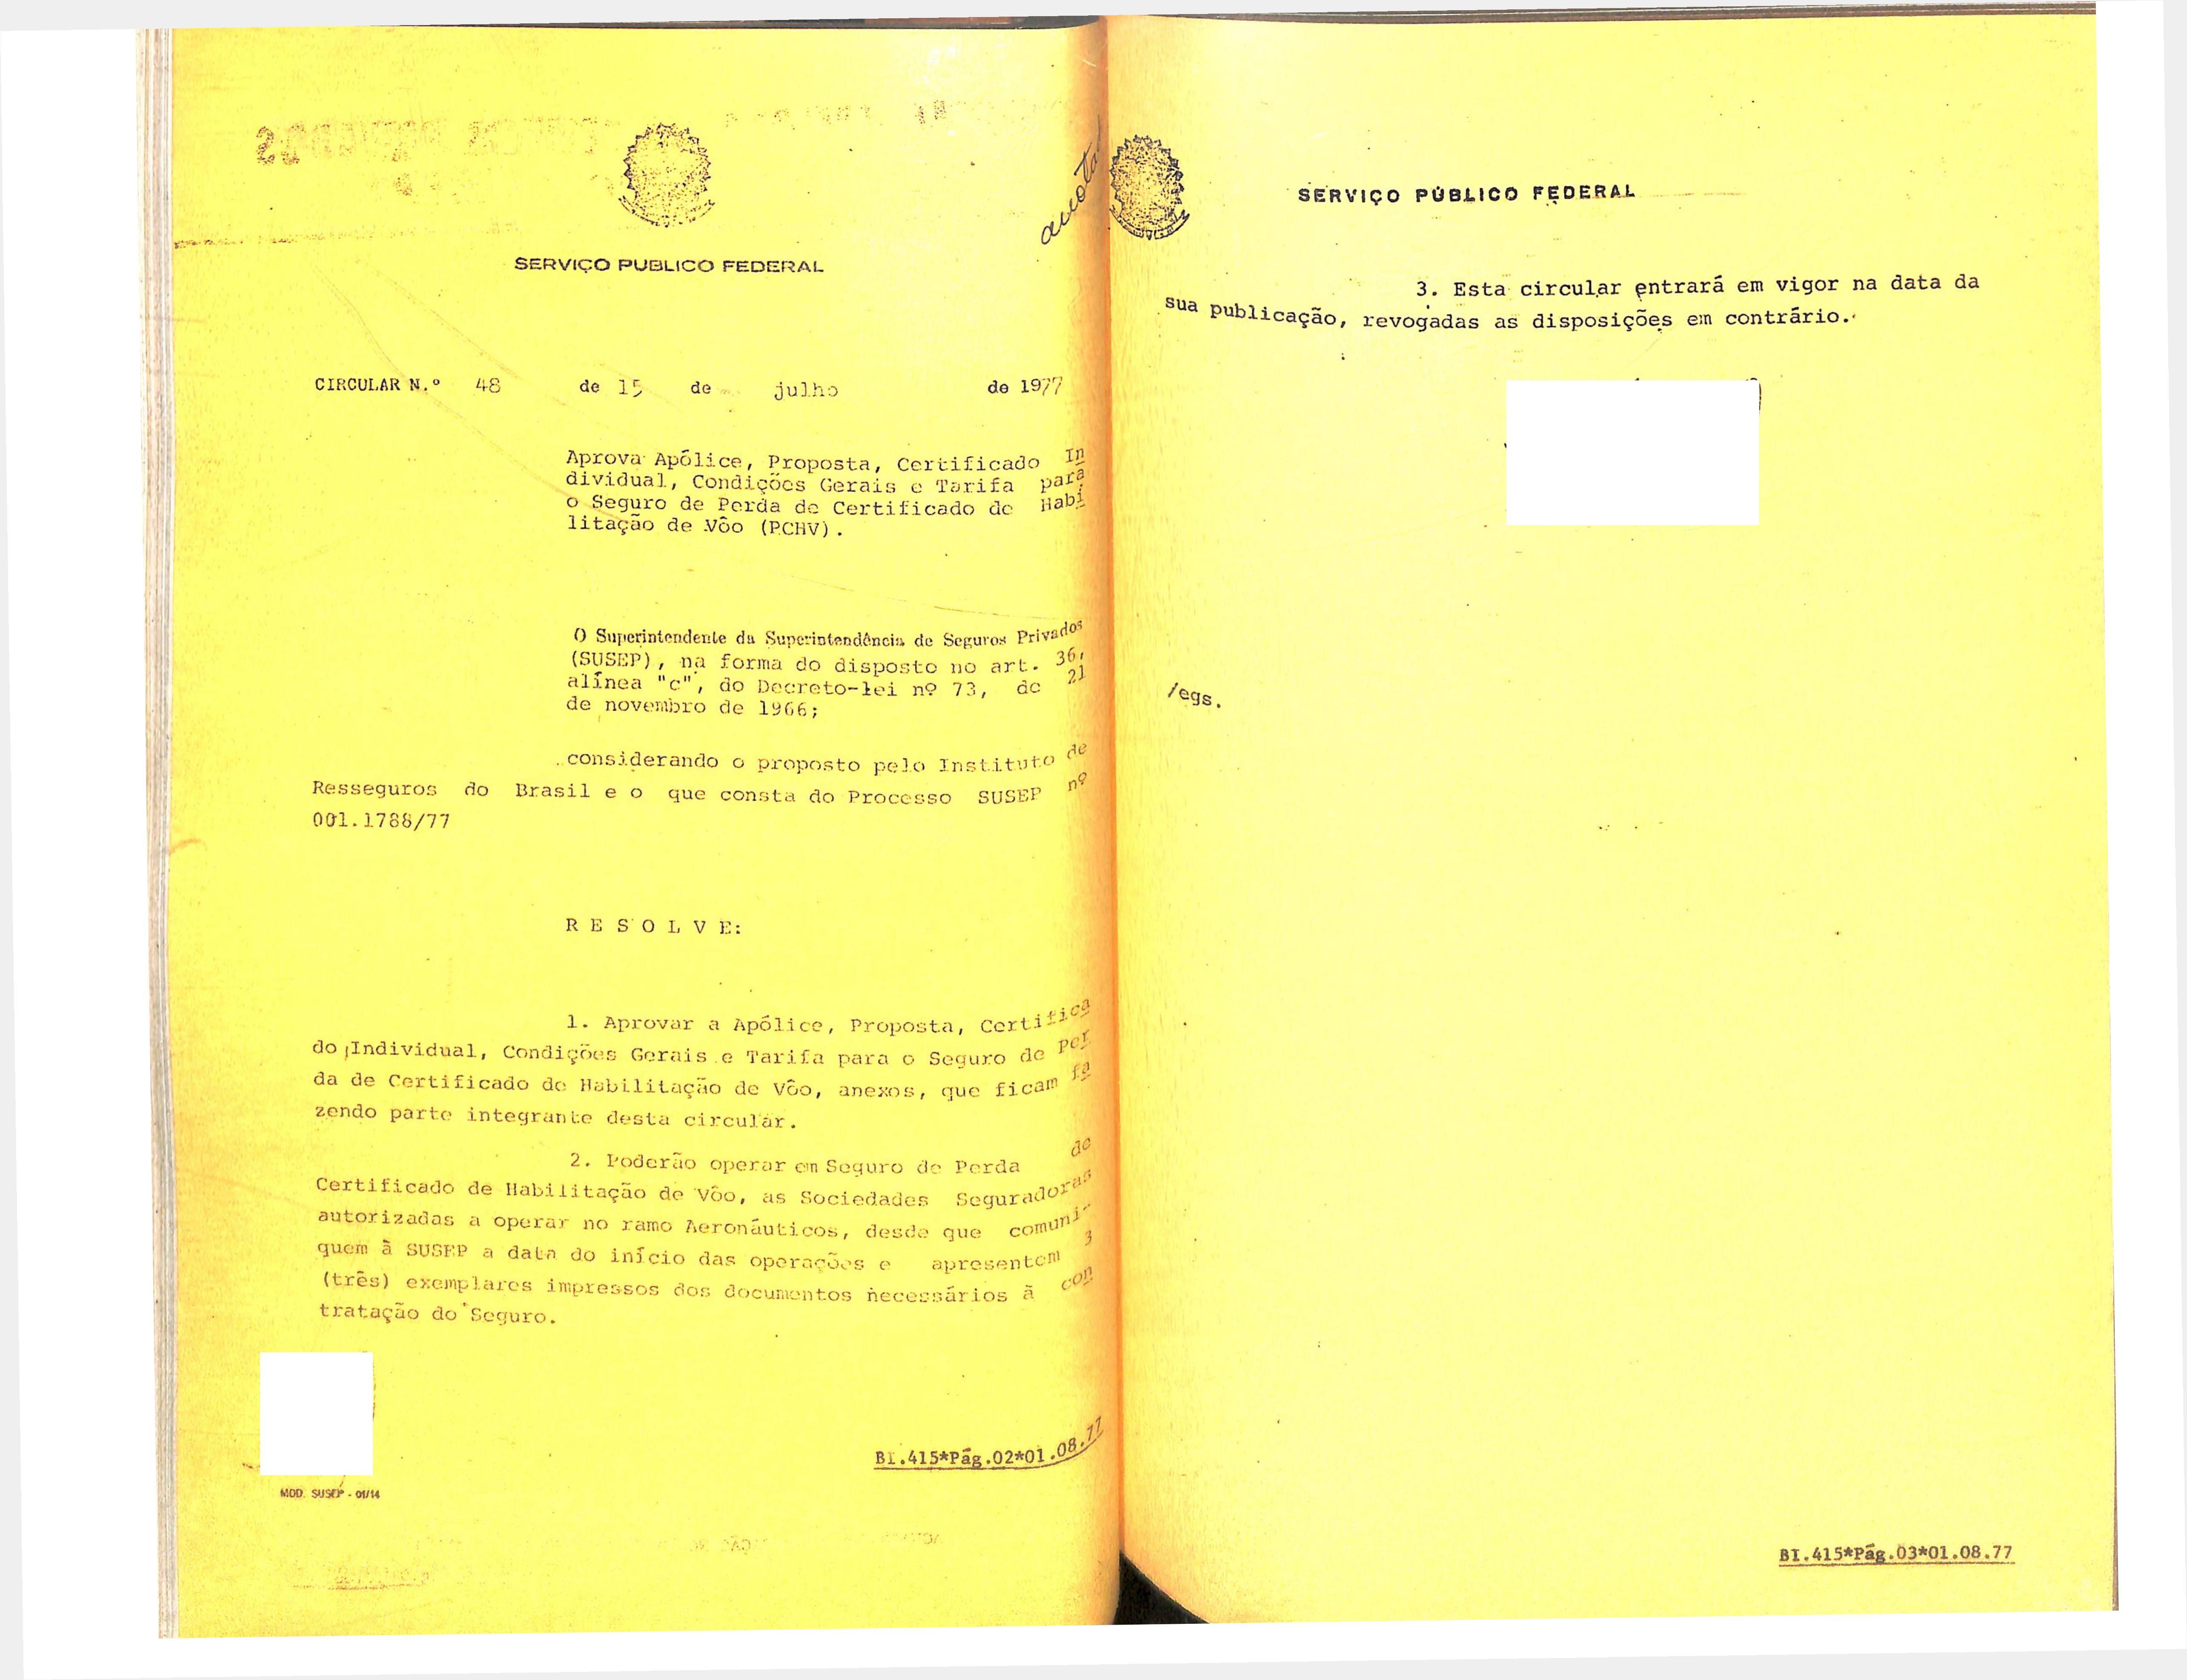 anota
SERVIÇO PUBLICO FEDERAL
CIRCULAR N.º 48 de 15 de julho de 1977
Aprova Apólice, Proposta, Certificado In
dividual, Condições Gerais e Tarifa para
o Seguro de Perda de Certificado de Habi
litação de Vôo (PCHV).
O Superintendente da Superintendência de Seguros Privados
(SUSEP), na forma do disposto no art. 36,
alínea "c", do Decreto-lei nº 73, de 21
de novembro de 1966;
considerando o proposto pelo Instituto de
Resseguros do Brasil e o que consta do Processo SUSEP nº
001.1788/77
R E S O L V E:
1. Aprovar a Apólice, Proposta, Certifica
do Individual, Condições Gerais e Tarifa para o Seguro de Per
da de Certificado de Habilitação de Vôo, anexos, que ficam fa
zendo parte integrante desta circular.
2. Poderão operar em Seguro de Perda de
Certificado de Habilitação de Vôo, as Sociedades Seguradoras
autorizadas a operar no ramo Aeronáuticos, desde que comuni-
quem à SUSEP a data do início das operações e apresentem 3
(três) exemplares impressos dos documentos necessários à con
tratação do Seguro.
BI.415*Pág.02*01.08.77
MOD. SUSEP - 01/14
SERVIÇO PÚBLICO FEDERAL
3. Esta circular entrará em vigor na data da
sua publicação, revogadas as disposições em contrário.
/egs.
BI.415*Pág.03*01.08.77